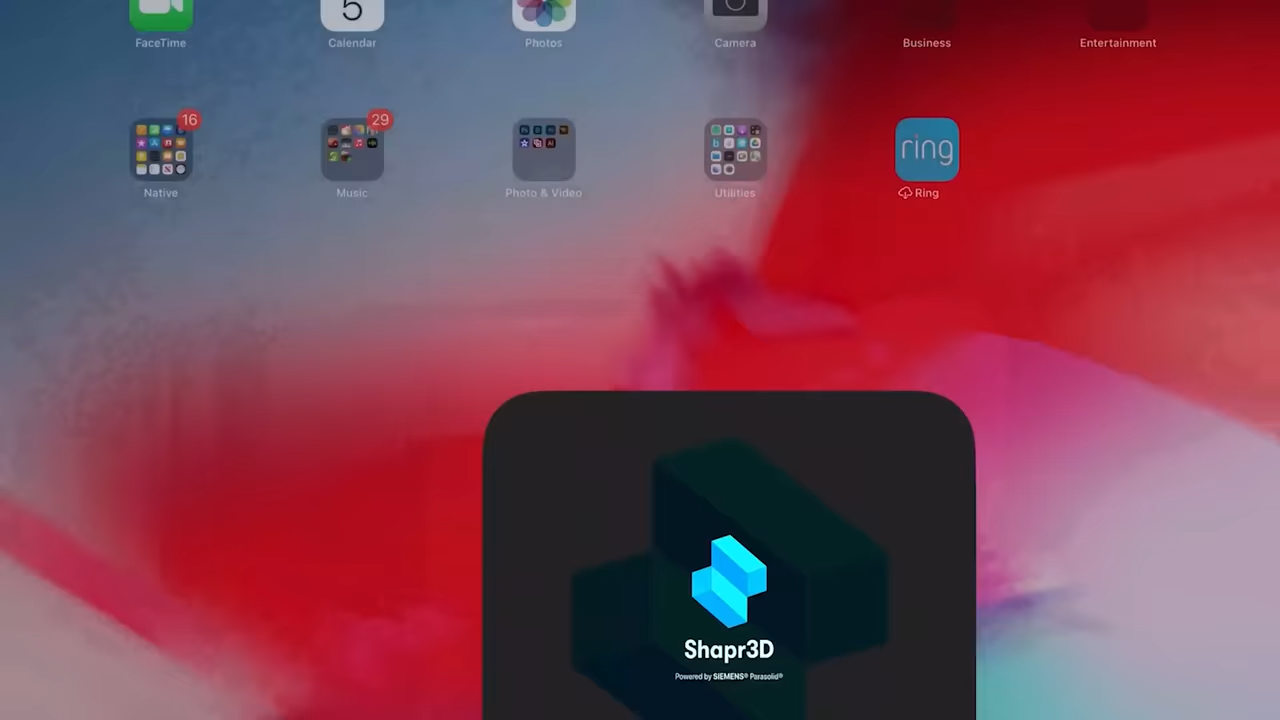 5
FaceTime
Calendar
Photos
Camera
Business
Entertainment
16
29
ring
Native
Music
Photo & Video
Utilities
Ring
Shapr3D
Powered by SIEMENS® Parasolid®